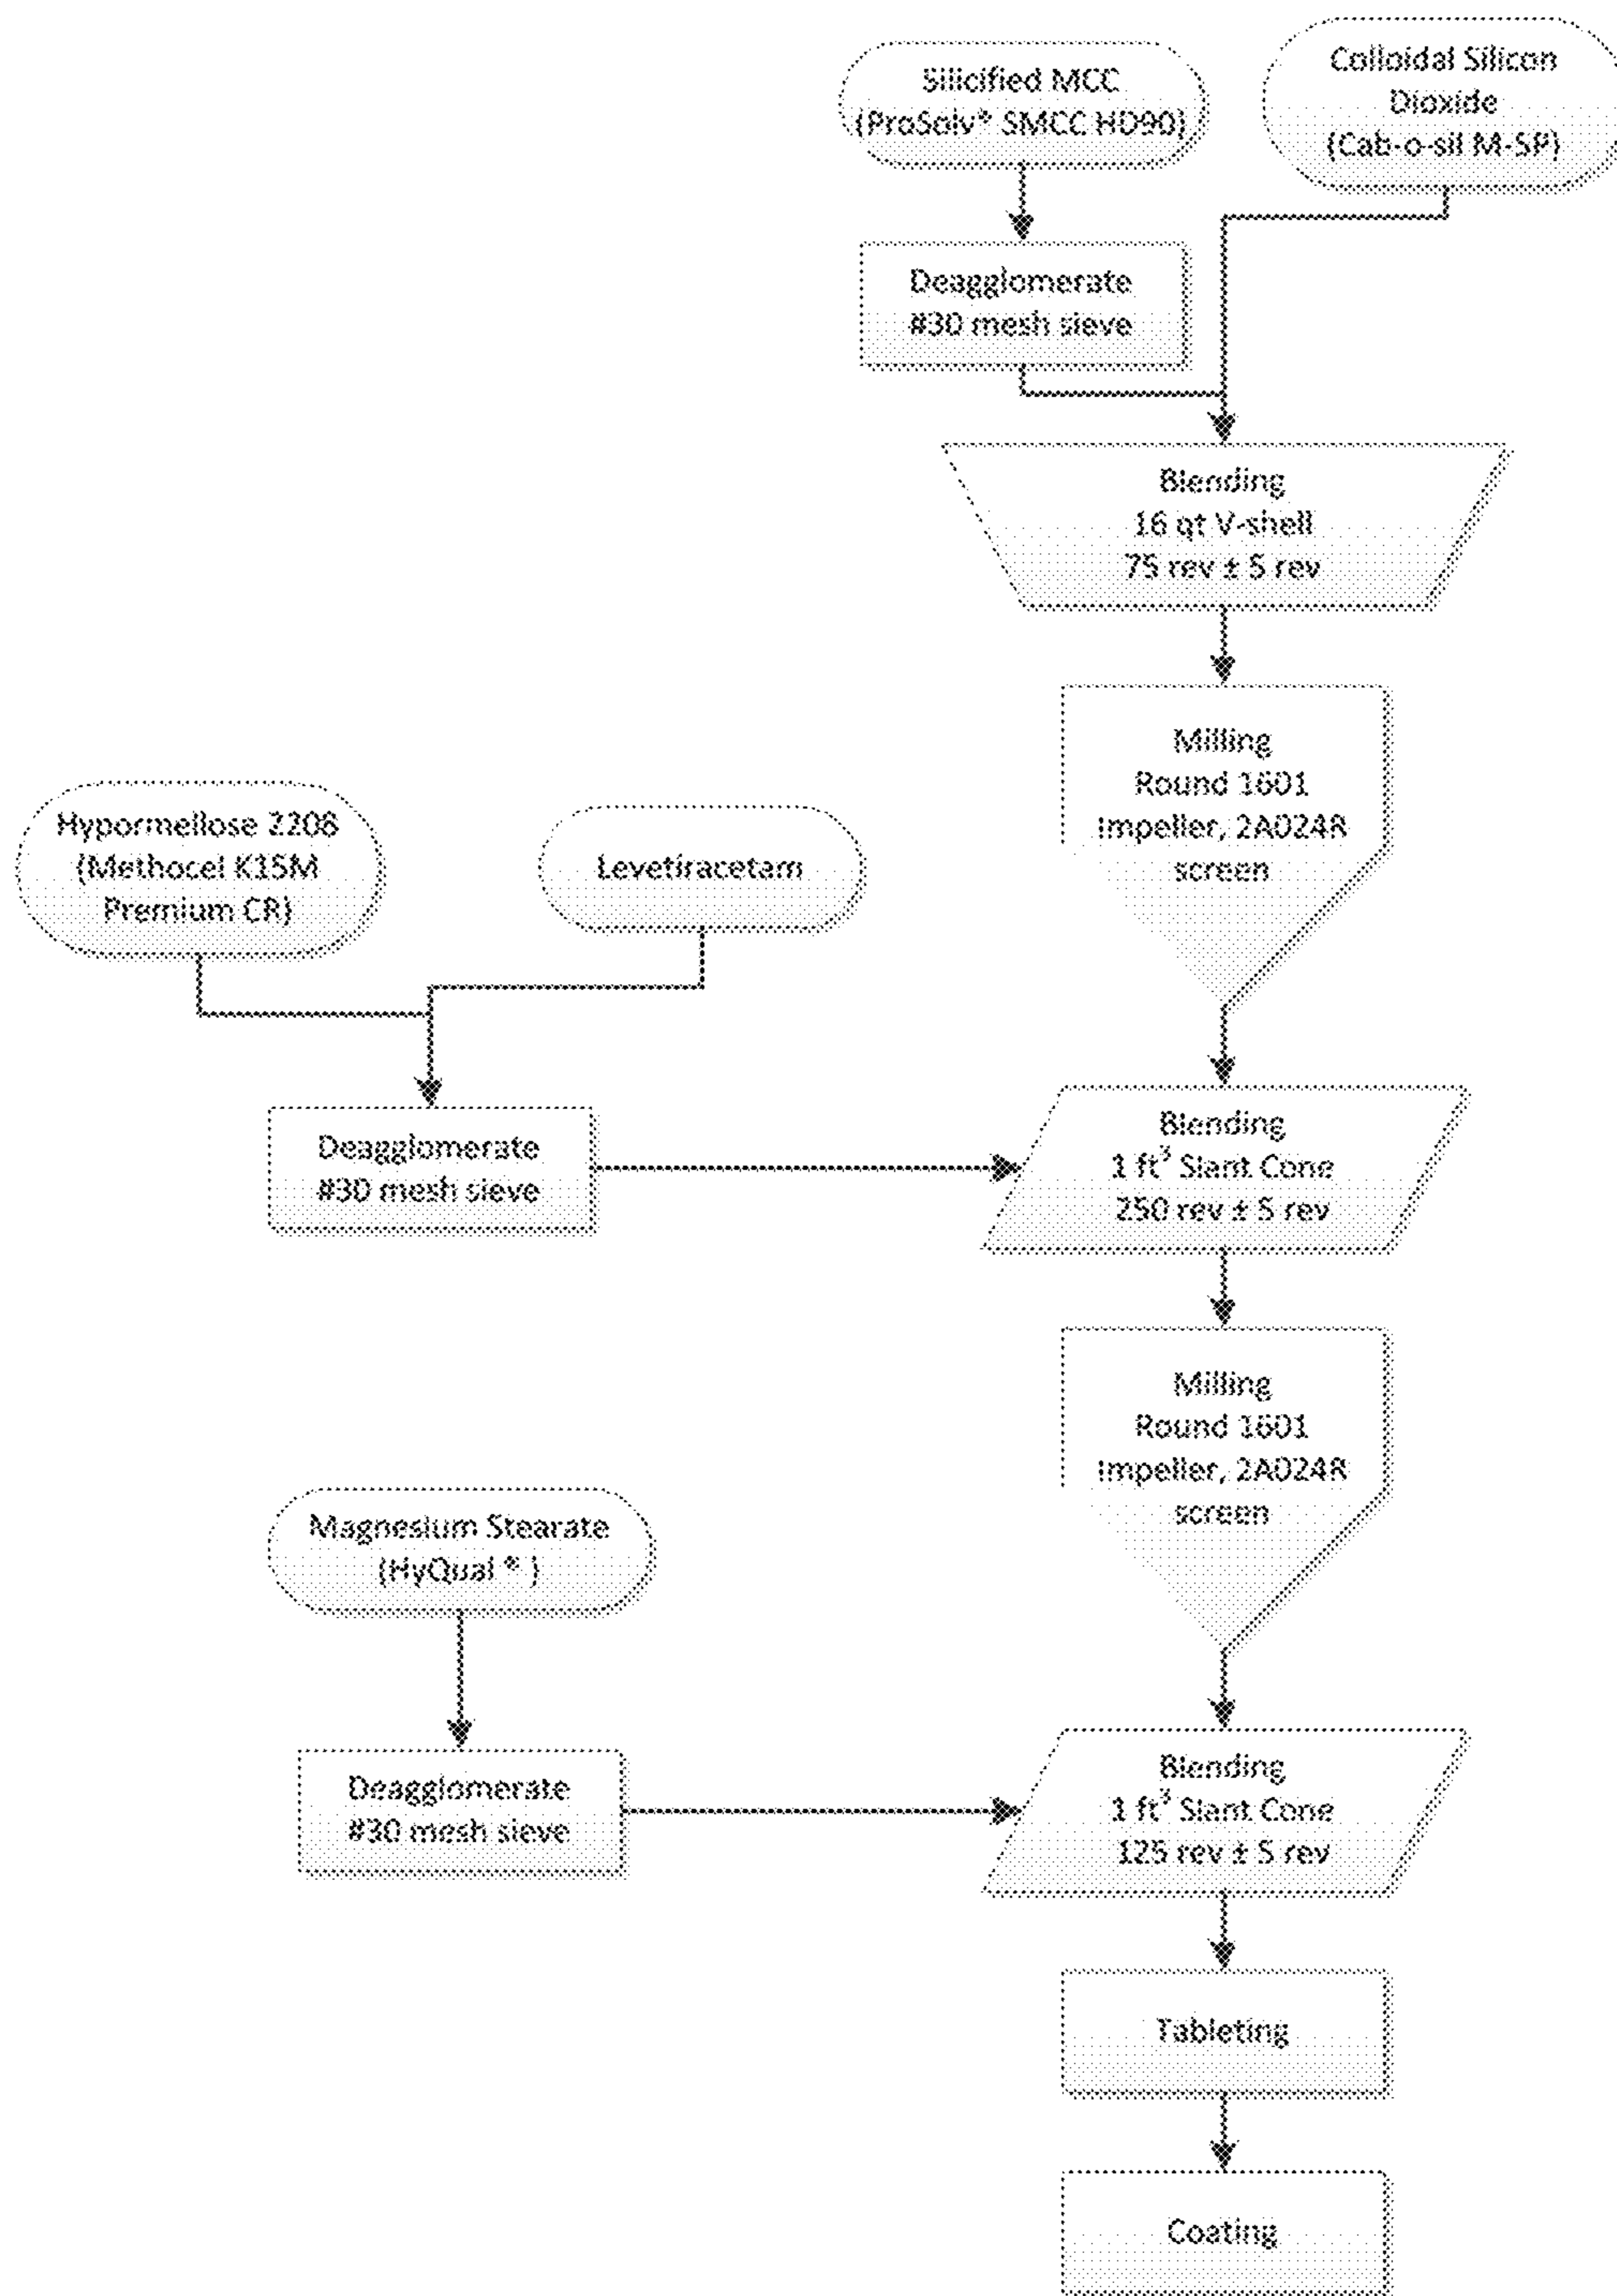 Silicified MCC
(ProSolv® SMCC HD90)
Colloidal Silicon
Dioxide
(Cab-o-sil M-5P)
Deagglomerate
#30 mesh sieve
Blending
16 qt V-shell
75 rev ± 5 rev
Milling
Round 1601
Impeller, 2A024R
screen
Hypormellose 2208
(Methocel K15M
Premium CR)
Levetiracetam
Deagglomerate
#30 mesh sieve
Blending
1 ft³ Slant Cone
250 rev ± 5 rev
Milling
Round 1601
Impeller, 2A024R
screen
Magnesium Stearate
(HyQual ® )
Deagglomerate
#30 mesh sieve
Blending
1 ft³ Slant Cone
125 rev ± 5 rev
Tableting
Coating